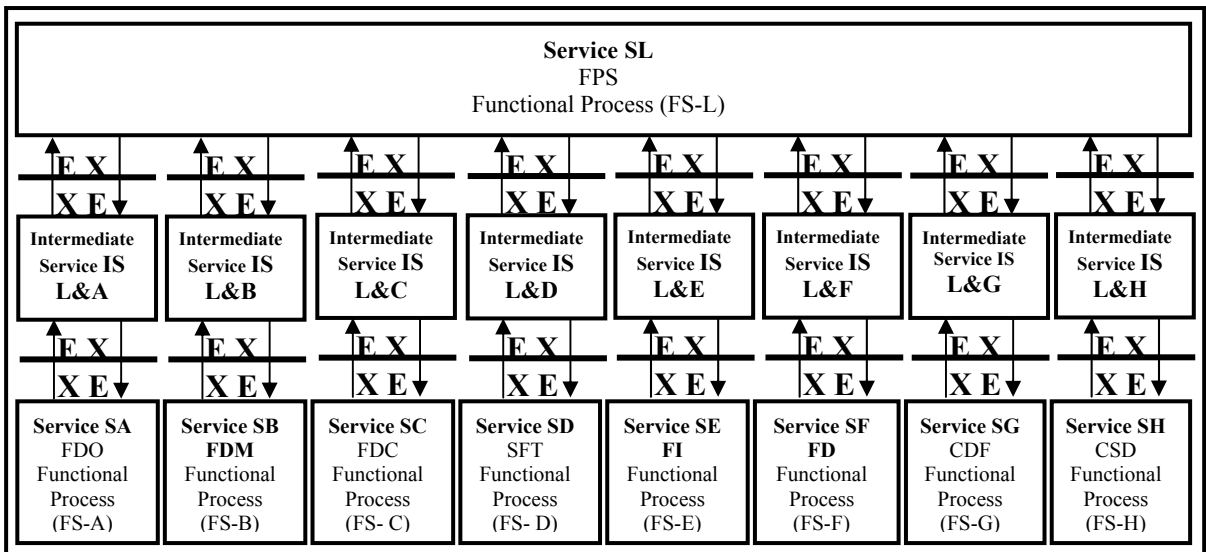 Service SL
FPS
Functional Process (FS-L)
E X E X E X E X E X E X E X E X
X E X E X E X E X E X E X E X E
Intermediate
Service IS
L&A
Intermediate
Service IS
L&B
Intermediate
Service IS
L&C
Intermediate
Service IS
L&D
Intermediate
Service IS
L&E
Intermediate
Service IS
L&F
Intermediate
Service IS
L&G
Intermediate
Service IS
L&H
E X E X E X E X E X E X E X E X
X E X E X E X E X E X E X E X E
Service SA
FDO
Functional
Process
(FS-A)
Service SB
FDM
Functional
Process
(FS-B)
Service SC
FDC
Functional
Process
(FS- C)
Service SD
SFT
Functional
Process
(FS- D)
Service SE
FI
Functional
Process
(FS-E)
Service SF
FD
Functional
Process
(FS-F)
Service SG
CDF
Functional
Process
(FS-G)
Service SH
CSD
Functional
Process
(FS-H)